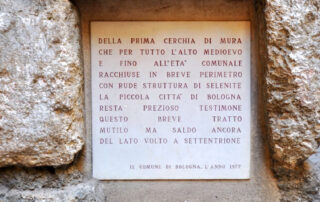 DELLA PRIMA CERCHIA DI MURA
CHE PER TUTTO L'ALTO MEDIOEVO
E FINO ALL'ETA' COMUNALE
RACCHIUSE IN BREVE PERIMETRO
CON RUDE STRUTTURA DI SELENITE
LA PICCOLA CITTA' DI BOLOGNA
RESTA PREZIOSO TESTIMONE
QUESTO BREVE TRATTO
MUTILO MA SALDO ANCORA
DEL LATO VOLTO A SETTENTRIONE
IL COMUNE DI BOLOGNA, L'ANNO 1977